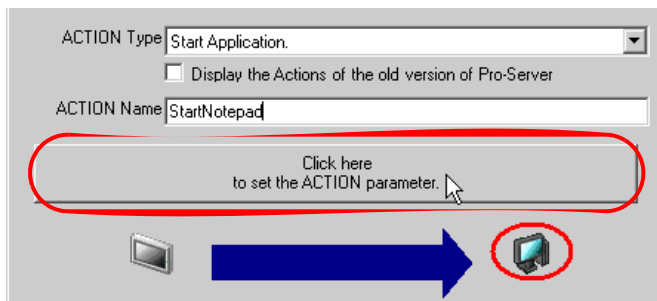 ACTION Type Start Application.
Display the Actions of the old version of Pro-Server
ACTION Name StartNotepad
Click here
to set the ACTION parameter.